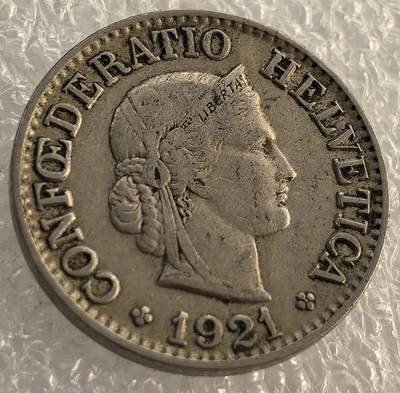 CONFŒDERATIO HELVETICA
LIBERTAS
1921